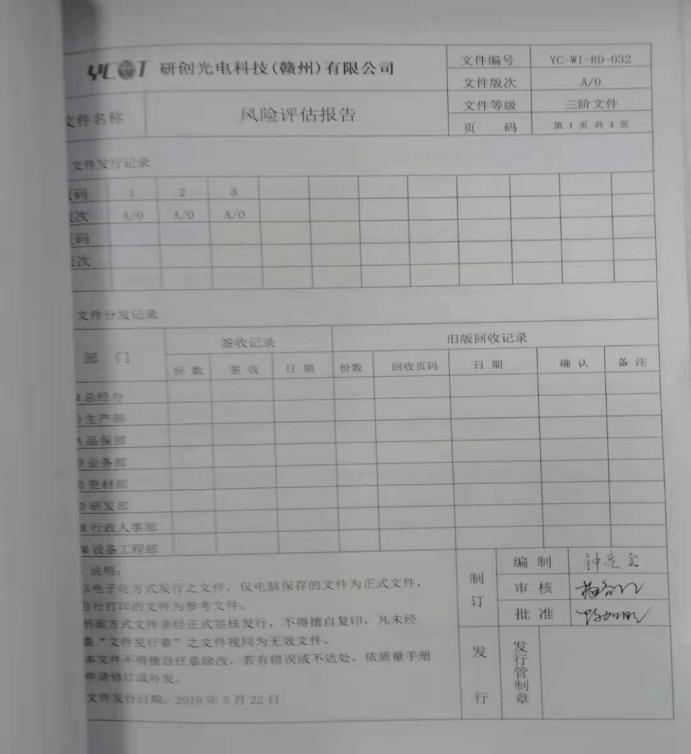 YCOT 研创光电科技(赣州)有限公司
文件编号 YC-WI-RD-032
文件版次 A/0
文件名称 风险评估报告
文件等级 三阶文件
页 码 第 1 页 共 3 页
文件发行记录
页码 1 2 3
版次 A/0 A/0 A/0
页码
版次
文件分发记录
部 门 签收记录 旧版回收记录
份 数 签 收 日 期 份数 回收页码 日 期 确 认 备 注
总经办
生产部
品保部
业务部
资材部
研发部
行政人事部
设备工程部
说明:
电子化方式发行之文件，仅电脑保存的文件为正式文件，
自行打印的文件为参考文件。
书面方式文件非经正式签核发行，不得擅自复印，凡未经
盖“文件发行章”之文件视同为无效文件。
本文件不得擅自任意涂改，若有错误或不适处，依质量手册
申请修订或补发。
文件发行日期: 2019 年 5 月 22 日
制 订
编 制
审 核
批 准
发 行
发行管制章